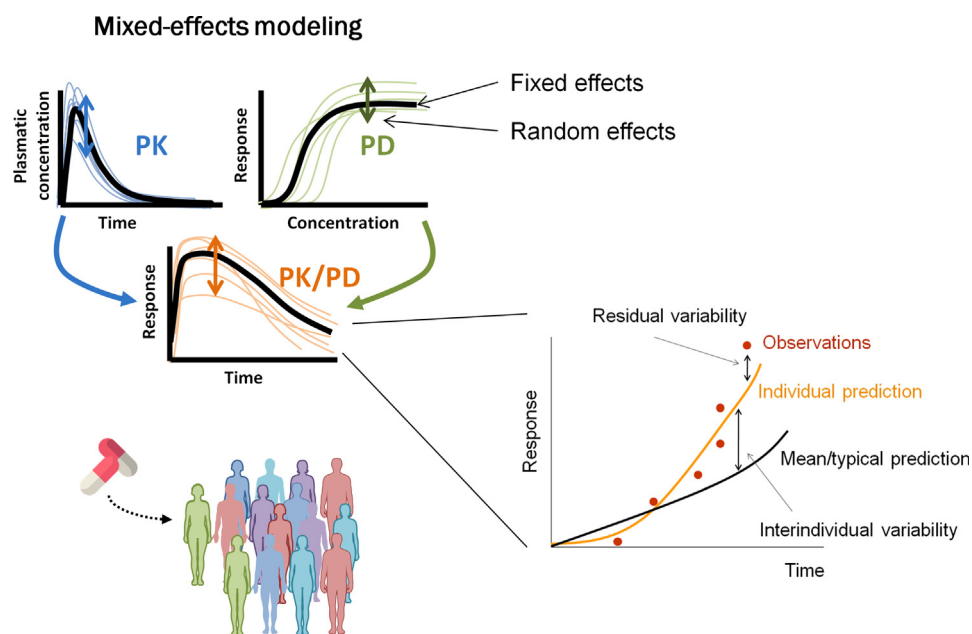 Mixed-effects modeling
Plasmatic
concentration
PK
Time
Response
PD
Concentration
Fixed effects
Random effects
Response
PK/PD
Time
Residual variability
Observations
Individual prediction
Mean/typical prediction
Interindividual variability
Response
Time